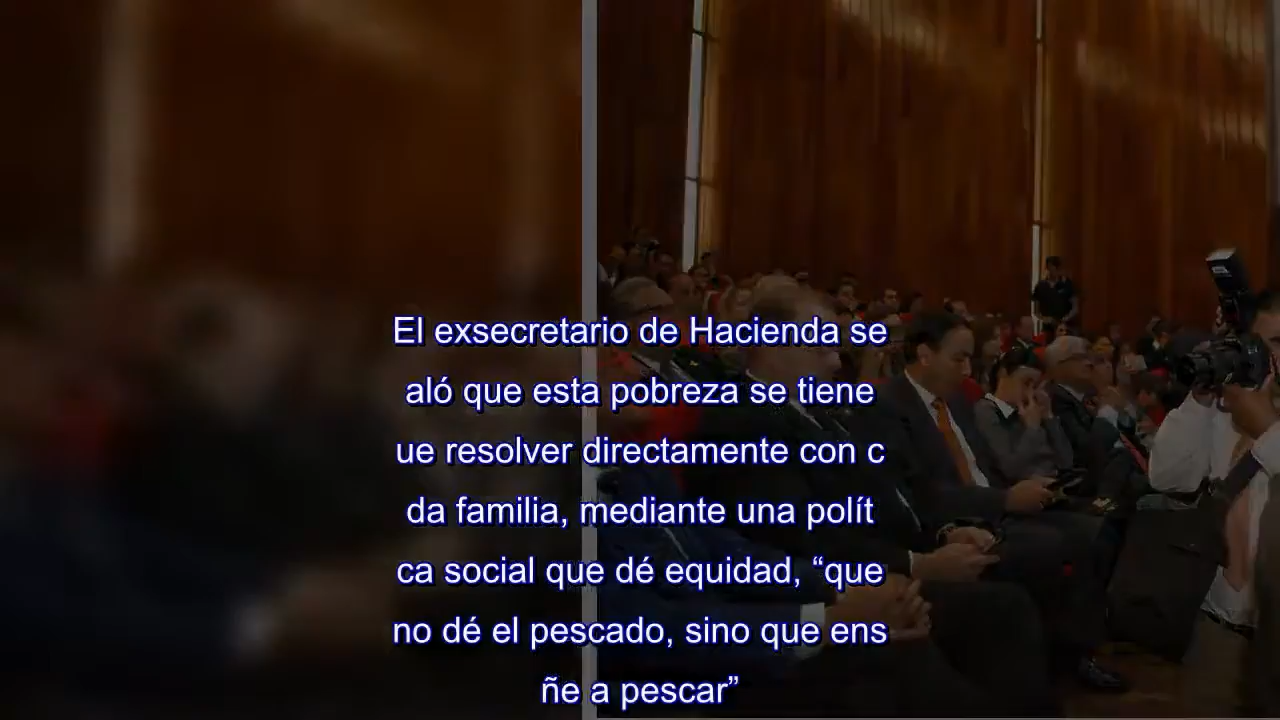 El exsecretario de Hacienda se
aló que esta pobreza se tiene
ue resolver directamente con c
da familia, mediante una polít
ca social que dé equidad, “que
no dé el pescado, sino que ens
ñe a pescar”